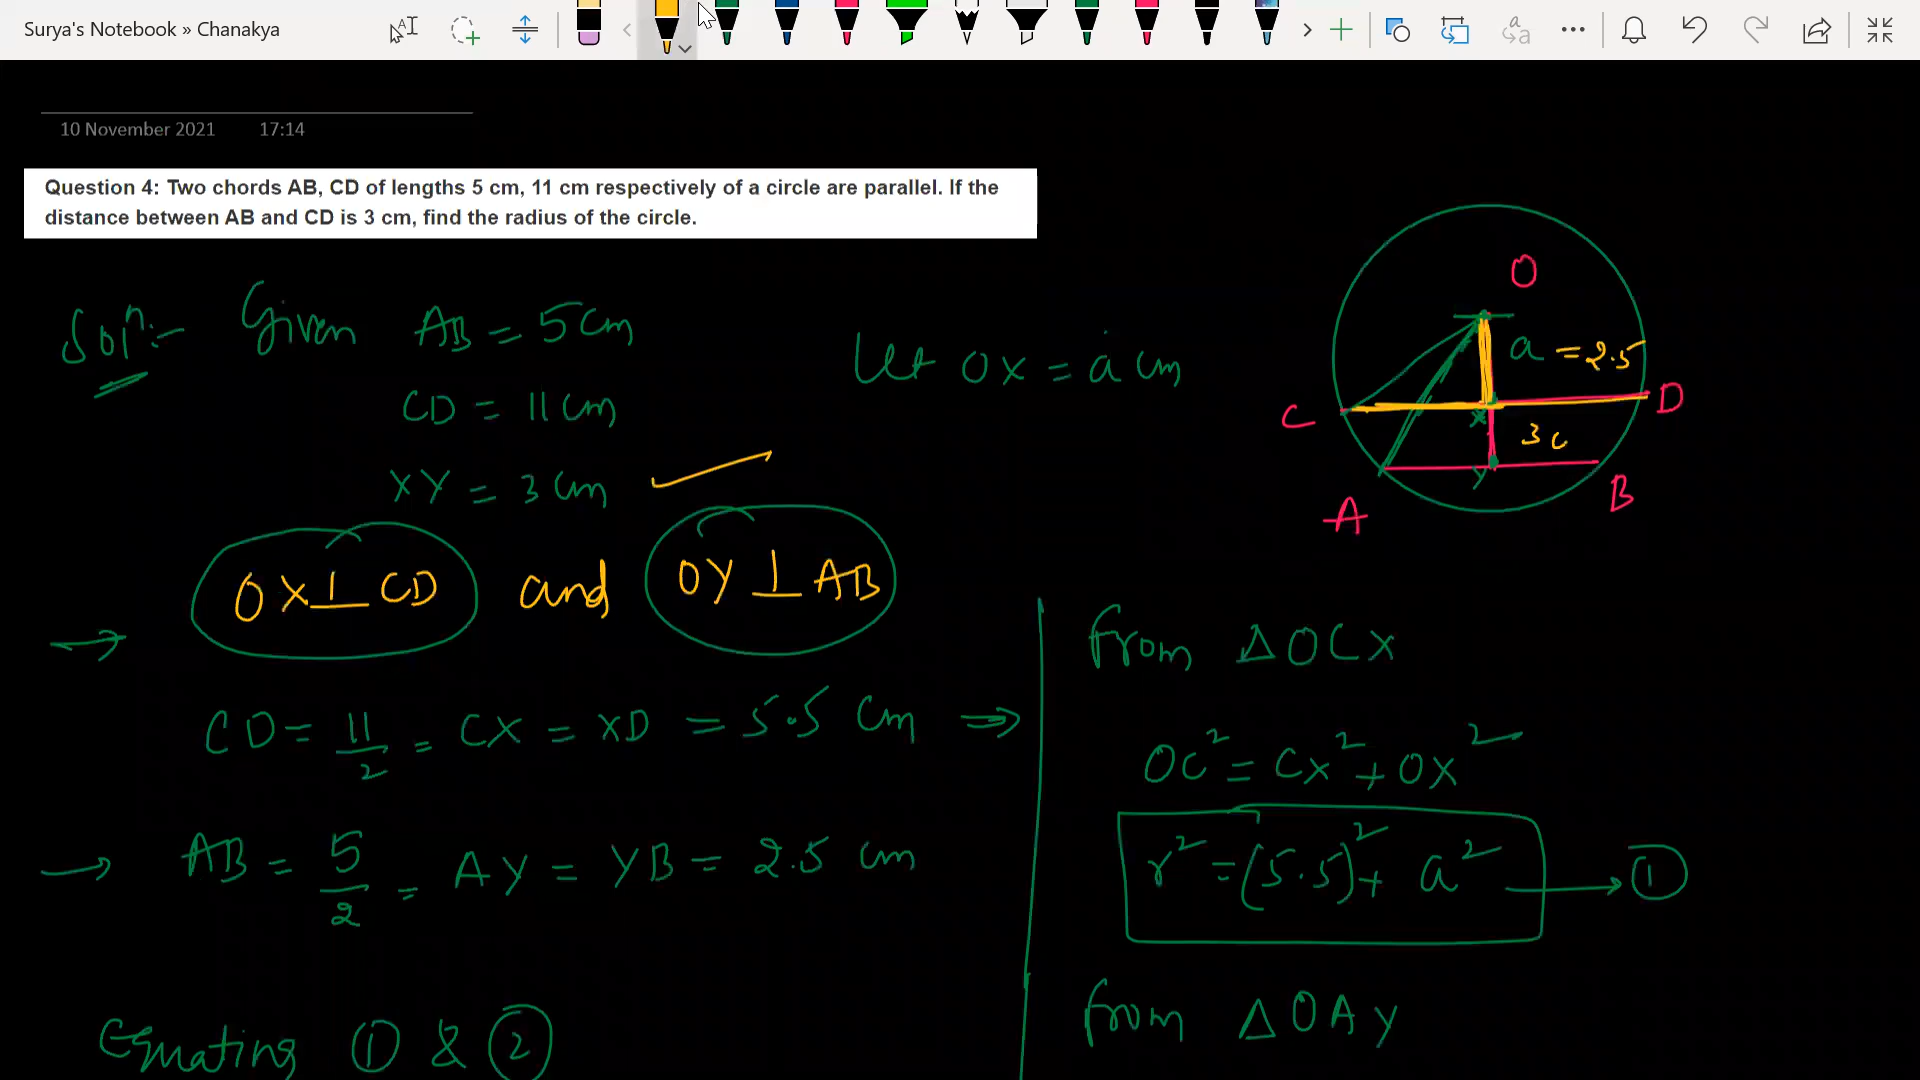 Surya's Notebook » Chanakya
10 November 2021 17:14
Question 4: Two chords AB, CD of lengths 5 cm, 11 cm respectively of a circle are parallel. If the
distance between AB and CD is 3 cm, find the radius of the circle.
Solⁿ:- Given AB = 5 cm
CD = 11 cm
XY = 3 cm
Let OX = a cm
O
a = 2.5
C
D
X
3 c
Y
A
B
OX ⊥ CD and OY ⊥ AB
→ CD = 11/2 = CX = XD = 5.5 cm ⇒
→ AB = 5/2 = AY = YB = 2.5 cm
Equating ① & ②
from △OCX
OC² = CX² + OX²
r² = (5.5)² + a² → ①
from △OAY